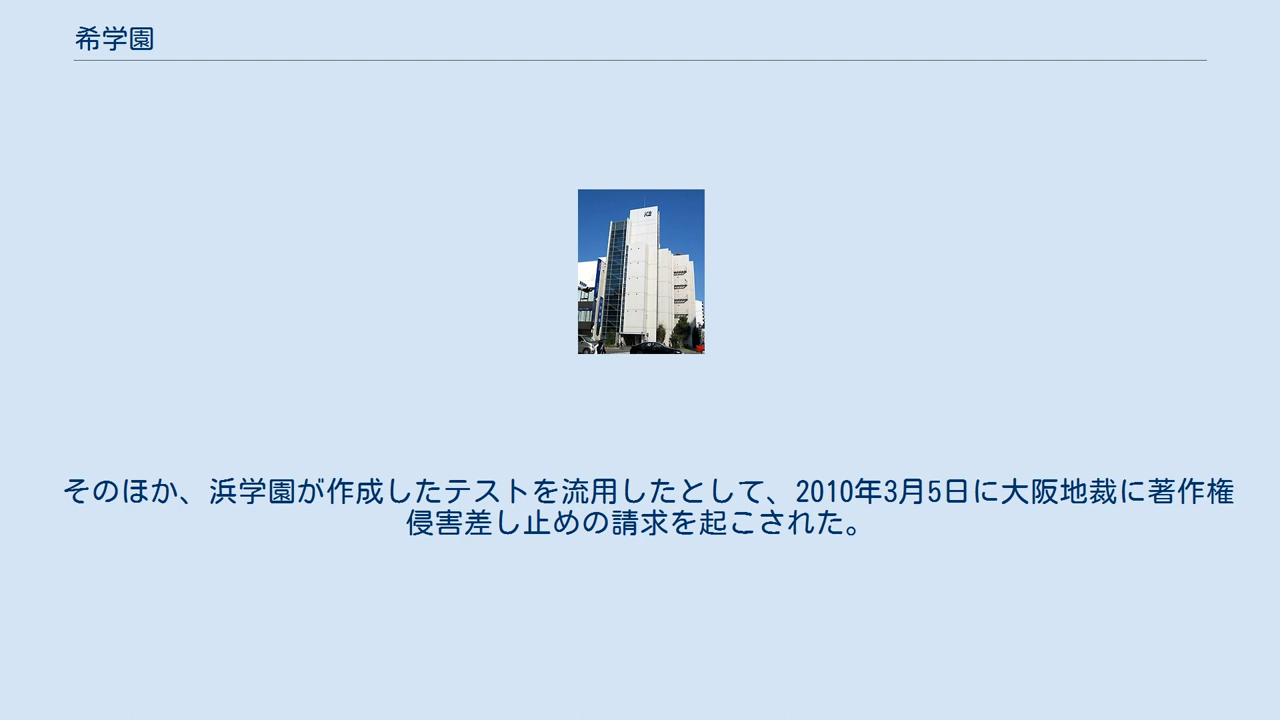 希学園
そのほか、浜学園が作成したテストを流用したとして、2010年3月5日に大阪地裁に著作権
侵害差し止めの請求を起こされた。